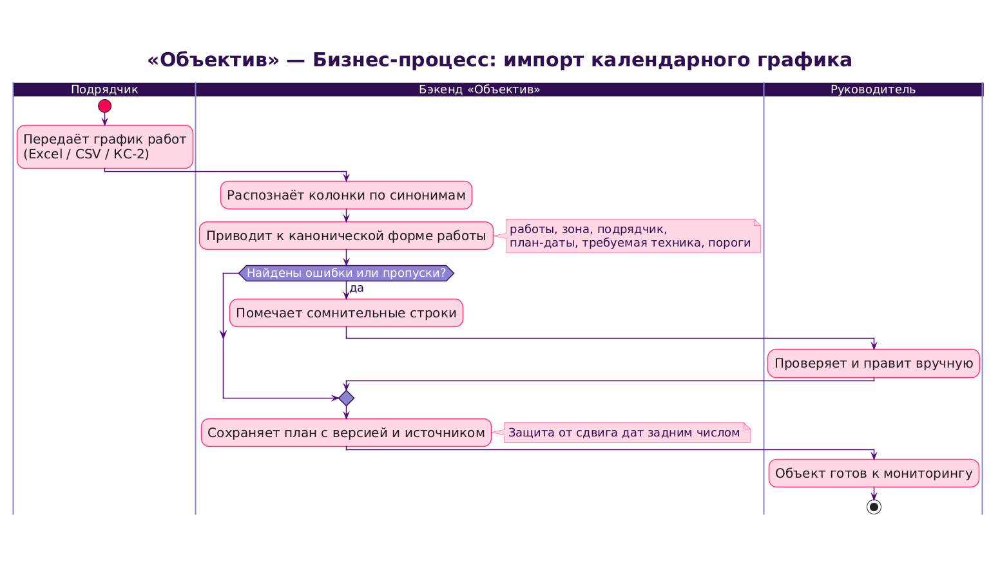 «Объектив» — Бизнес-процесс: импорт календарного графика
Подрядчик
Бэкенд «Объектив»
Руководитель
Передаёт график работ
(Excel / CSV / КС-2)
Распознаёт колонки по синонимам
Приводит к канонической форме работы
работы, зона, подрядчик,
план-даты, требуемая техника, пороги
Найдены ошибки или пропуски?
да
Помечает сомнительные строки
Проверяет и правит вручную
Сохраняет план с версией и источником
Защита от сдвига дат задним числом
Объект готов к мониторингу